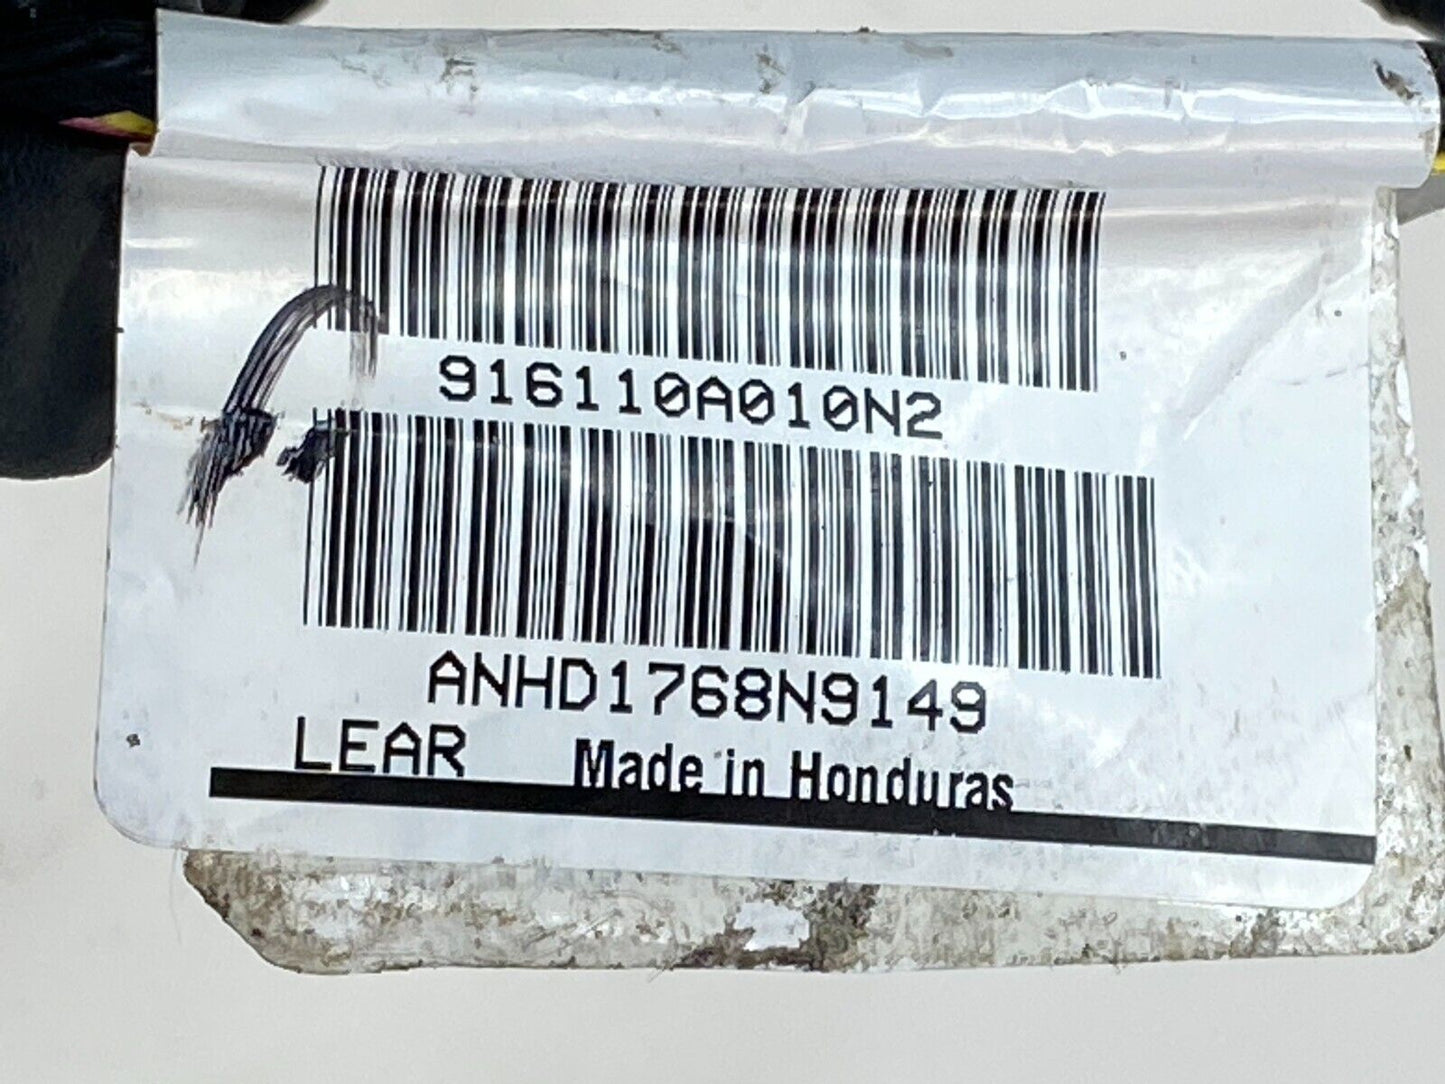 916110A010N2
ANHD1768N9149
LEAR Made in Honduras